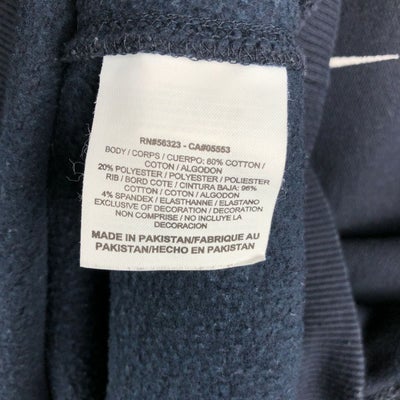 RN#56323 - CA#05553
BODY / CORPS / CUERPO: 80% COTTON /
COTON / ALGODON
20% POLYESTER / POLYESTER / POLIESTER
RIB / BORD COTE / CINTURA BAJA: 96%
COTTON / COTON / ALGODON
4% SPANDEX / ELASTHANNE / ELASTANO
EXCLUSIVE OF DECORATION / DECORATION
NON COMPRISE / NO INCLUYE LA
DECORACION
MADE IN PAKISTAN/FABRIQUE AU
PAKISTAN/HECHO EN PAKISTAN